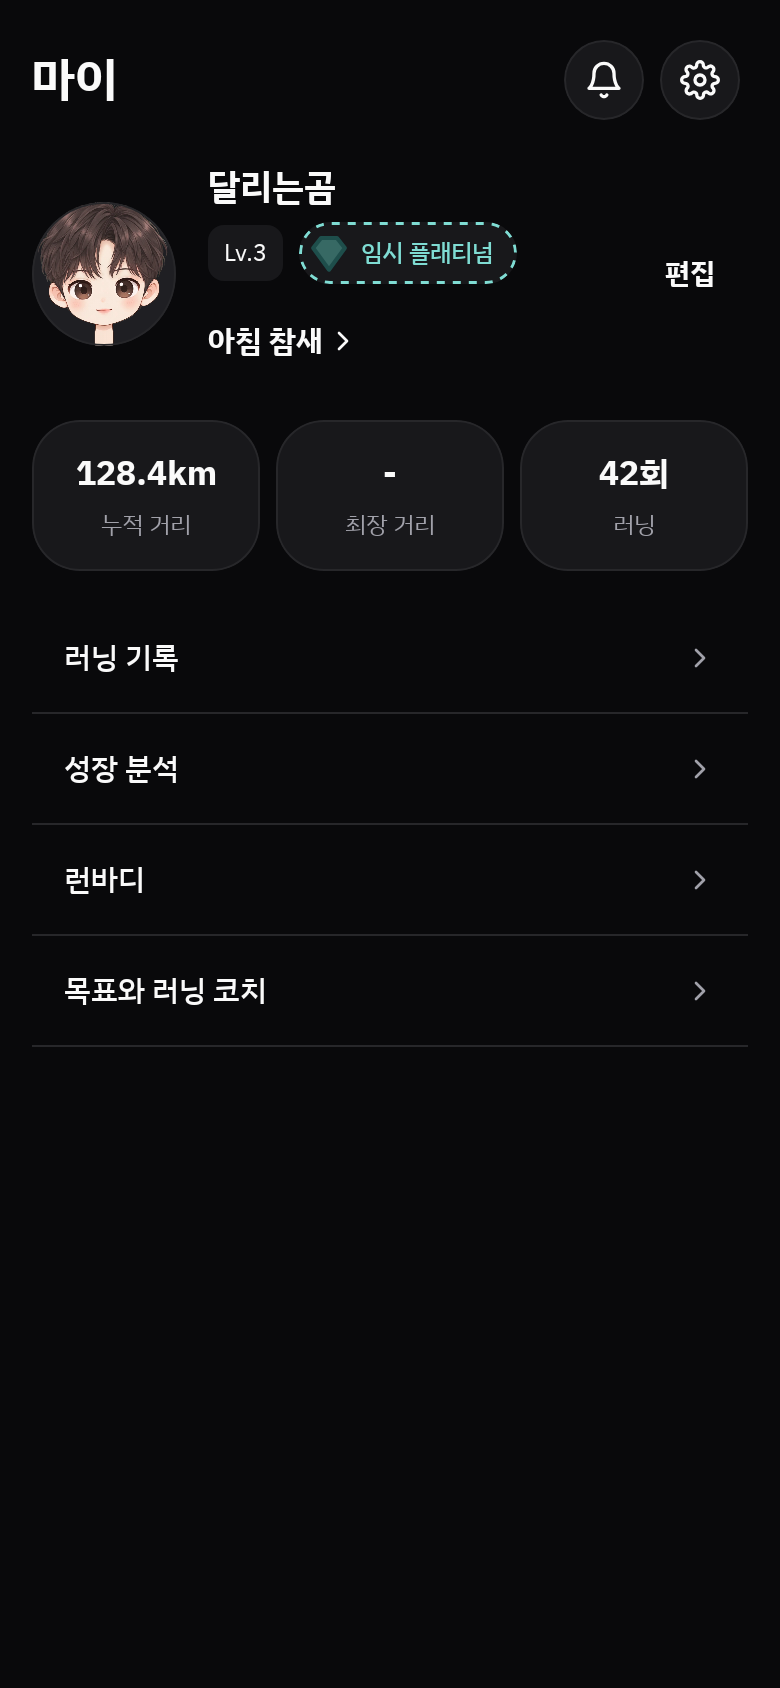 마이
달리는곰
Lv.3
임시 플래티넘
편집
아침 참새
128.4km
누적 거리
-
최장 거리
42회
러닝
러닝 기록
성장 분석
런바디
목표와 러닝 코치